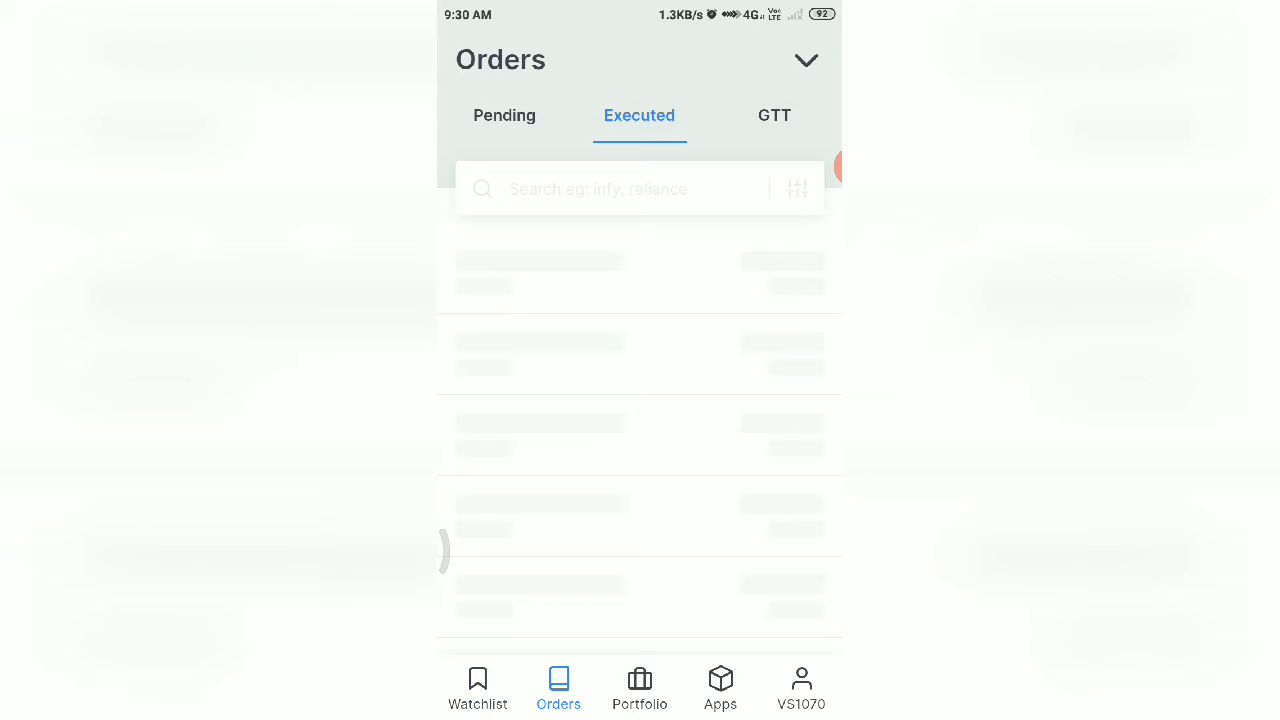 9:30 AM 1.3KB/s 4G Vo LTE 92
Orders
Pending Executed GTT
Search eg: infy, reliance
Watchlist Orders Portfolio Apps VS1070